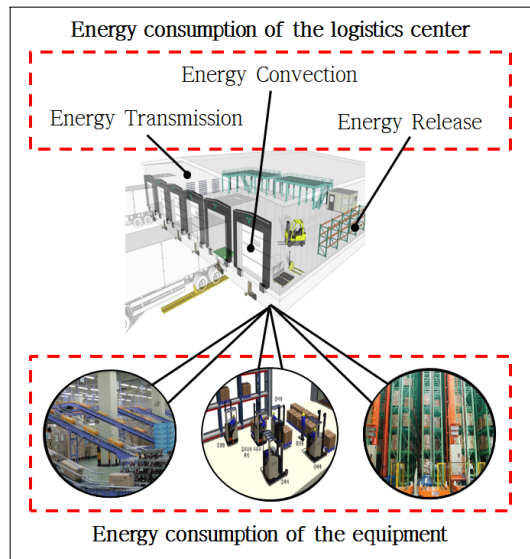 Energy consumption of the logistics center
Energy Convection
Energy Transmission
Energy Release
Energy consumption of the equipment